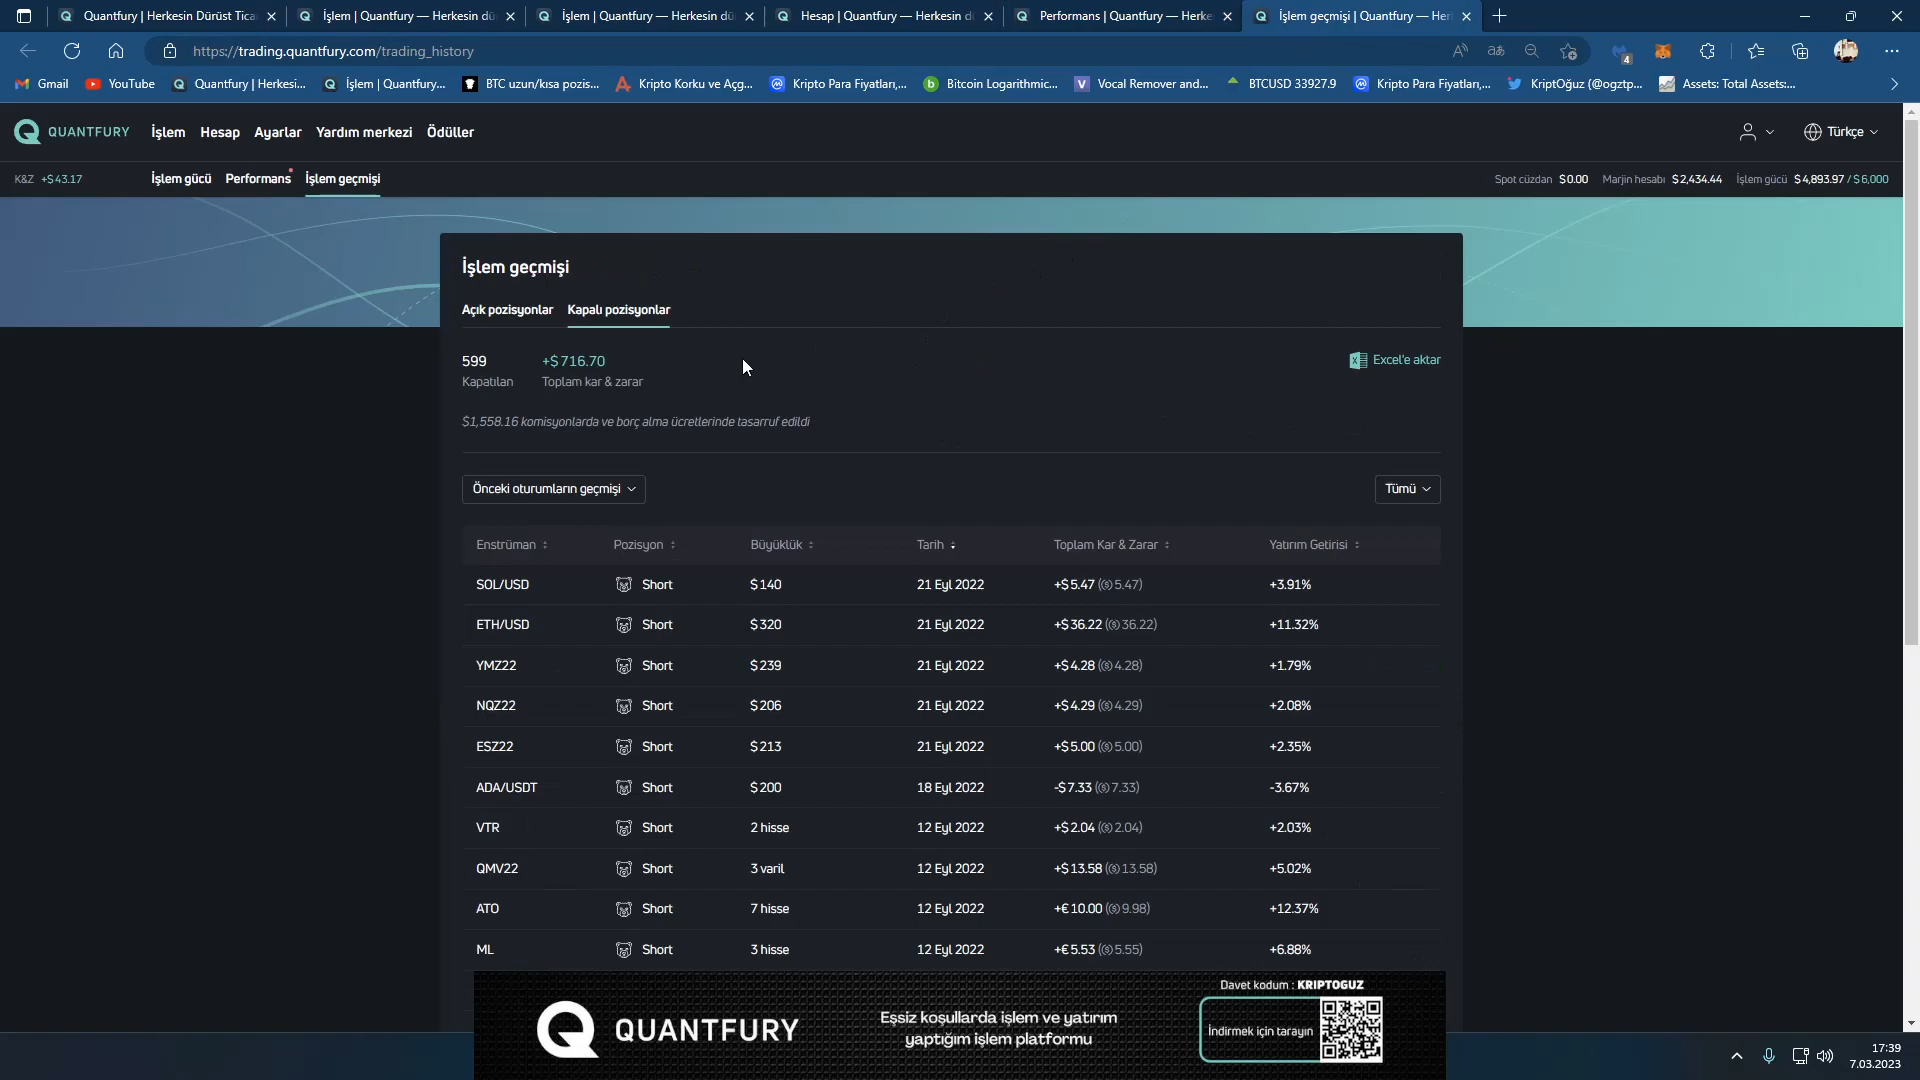 Quantfury | Herkesin Dürüst Tica
İşlem | Quantfury — Herkesin dü
İşlem | Quantfury — Herkesin dü
Hesap | Quantfury — Herkesin d
Performans | Quantfury — Herke
İşlem geçmişi | Quantfury — Her
https://trading.quantfury.com/trading_history
4
Gmail
YouTube
Quantfury | Herkesi...
İşlem | Quantfury...
BTC uzun/kısa pozis...
Kripto Korku ve Açg...
Kripto Para Fiyatları,...
Bitcoin Logarithmic...
Vocal Remover and...
BTCUSD 33927.9
Kripto Para Fiyatları,...
KriptOğuz (@ogztp...
Assets: Total Assets:...
QUANTFURY İşlem Hesap Ayarlar Yardım merkezi Ödüller Türkçe
K&Z +$43.17 İşlem gücü Performans İşlem geçmişi Spot cüzdan $0.00 Marjin hesabı $2,434.44 İşlem gücü $4,893.97 / $6,000
İşlem geçmişi
Açık pozisyonlar Kapalı pozisyonlar
599 +$716.70 Excel'e aktar
Kapatılan Toplam kar & zarar
$1,558.16 komisyonlarda ve borç alma ücretlerinde tasarruf edildi
Önceki oturumların geçmişi Tümü
Enstrüman Pozisyon Büyüklük Tarih Toplam Kar & Zarar Yatırım Getirisi
SOL/USD Short $140 21 Eyl 2022 +$5.47 (5.47) +3.91%
ETH/USD Short $320 21 Eyl 2022 +$36.22 (36.22) +11.32%
YMZ22 Short $239 21 Eyl 2022 +$4.28 (4.28) +1.79%
NQZ22 Short $206 21 Eyl 2022 +$4.29 (4.29) +2.08%
ESZ22 Short $213 21 Eyl 2022 +$5.00 (5.00) +2.35%
ADA/USDT Short $200 18 Eyl 2022 -$7.33 (7.33) -3.67%
VTR Short 2 hisse 12 Eyl 2022 +$2.04 (2.04) +2.03%
QMV22 Short 3 varil 12 Eyl 2022 +$13.58 (13.58) +5.02%
ATO Short 7 hisse 12 Eyl 2022 +€10.00 (9.98) +12.37%
ML Short 3 hisse 12 Eyl 2022 +€5.53 (5.55) +6.88%
Davet kodum : KRIPTOGUZ
QUANTFURY
Eşsiz koşullarda işlem ve yatırım
yaptığım işlem platformu
İndirmek için tarayın
17:39
7.03.2023